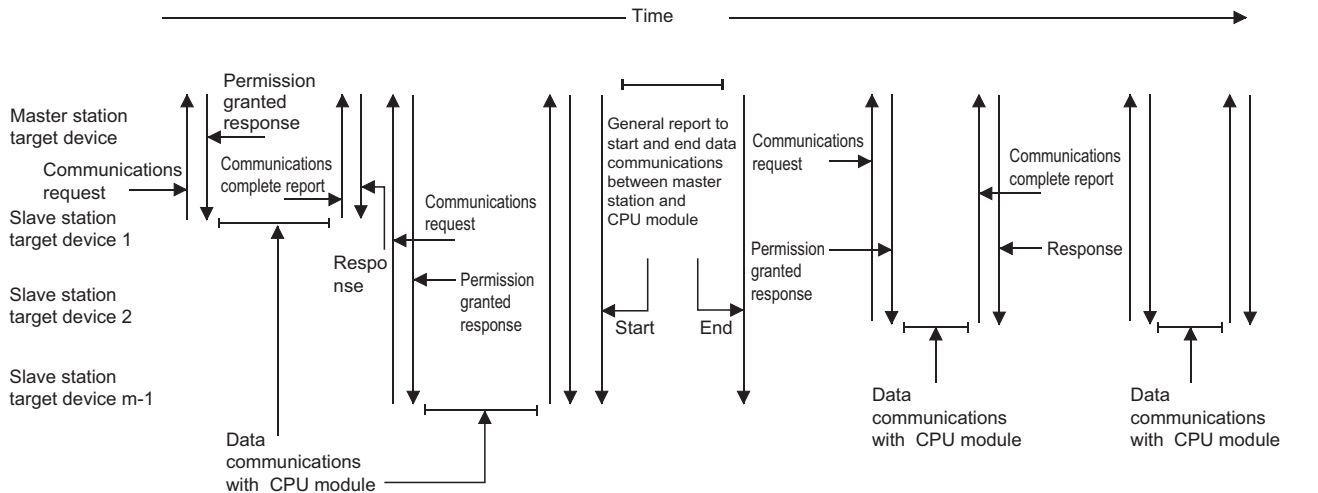 Time
Permission
granted
response
Master station
target device
Communications
request
Communications
complete report
Slave station
target device 1
Respo
nse
Communications
request
Permission
granted
response
Slave station
target device 2
Slave station
target device m-1
Data
communications
with CPU module
General report to
start and end data
communications
between master
station and
CPU module
Start
End
Communications
request
Permission
granted
response
Communications
complete report
Response
Data
communications
with CPU module
Data
communications
with CPU module